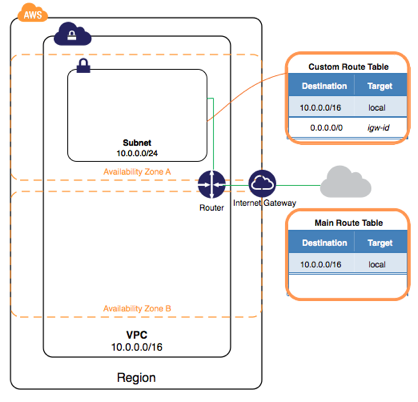 AWS
Custom Route Table
Destination Target
10.0.0.0/16 local
0.0.0.0/0 igw-id
Subnet
10.0.0.0/24
Availability Zone A
Router
Internet Gateway
Main Route Table
Destination Target
10.0.0.0/16 local
Availability Zone B
VPC
10.0.0.0/16
Region